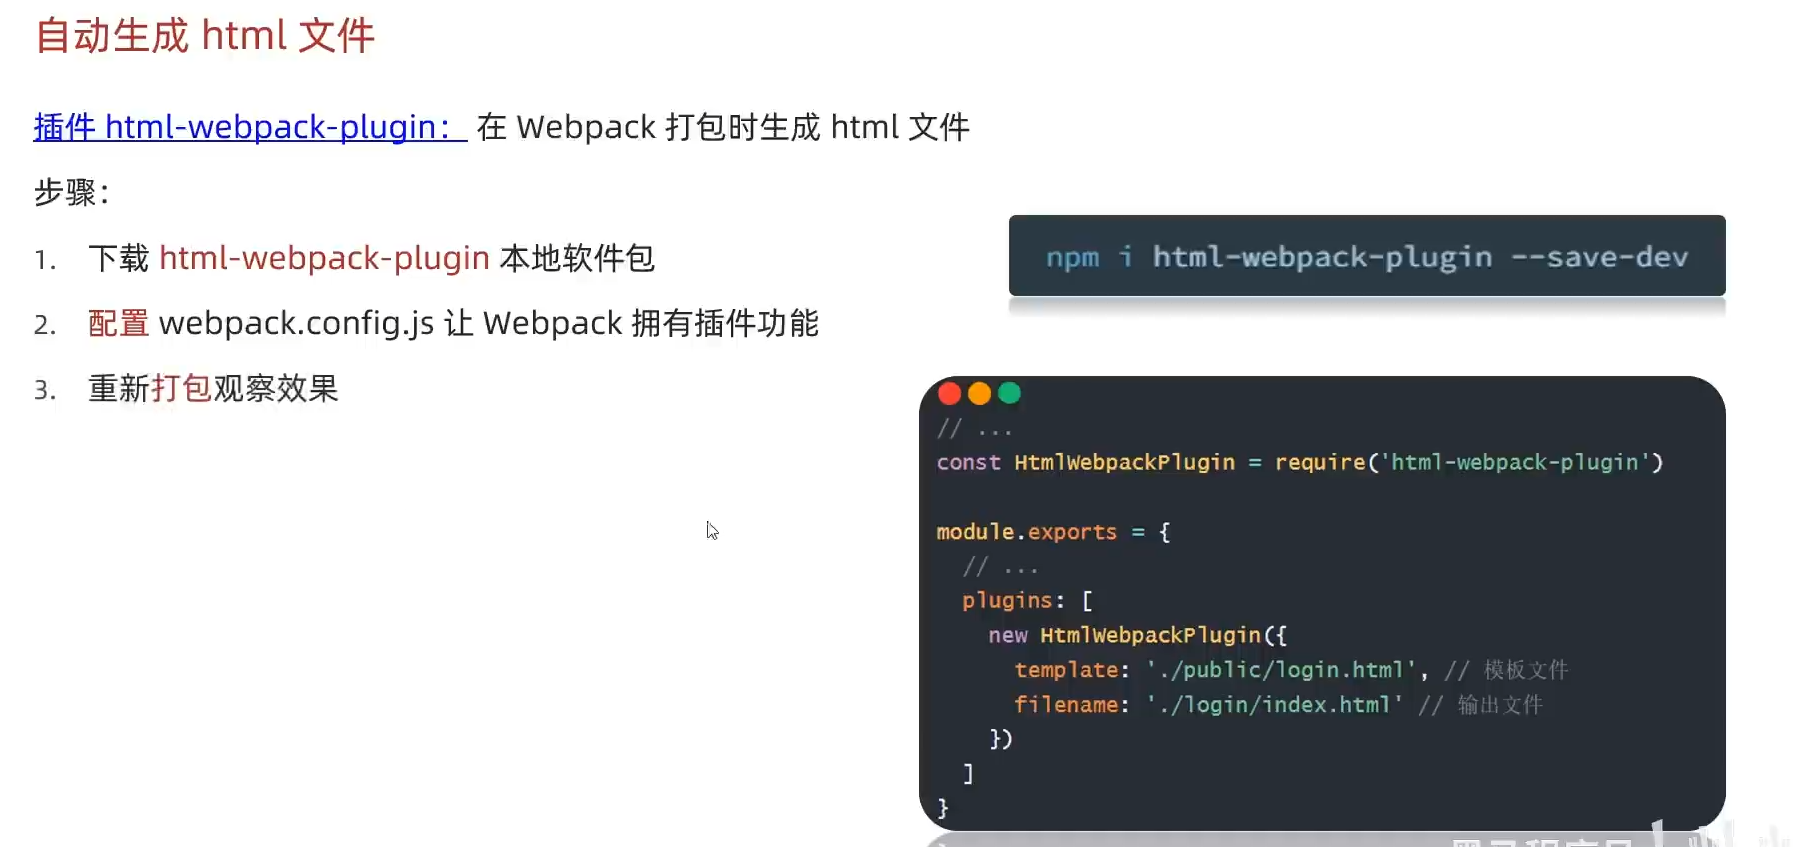 自动生成 html 文件
插件 html-webpack-plugin： 在 Webpack 打包时生成 html 文件
步骤：
1. 下载 html-webpack-plugin 本地软件包
2. 配置 webpack.config.js 让 Webpack 拥有插件功能
3. 重新打包观察效果
npm i html-webpack-plugin --save-dev
// ...
const HtmlWebpackPlugin = require('html-webpack-plugin')
module.exports = {
// ...
plugins: [
new HtmlWebpackPlugin({
template: './public/login.html', // 模板文件
filename: './login/index.html' // 输出文件
})
]
}